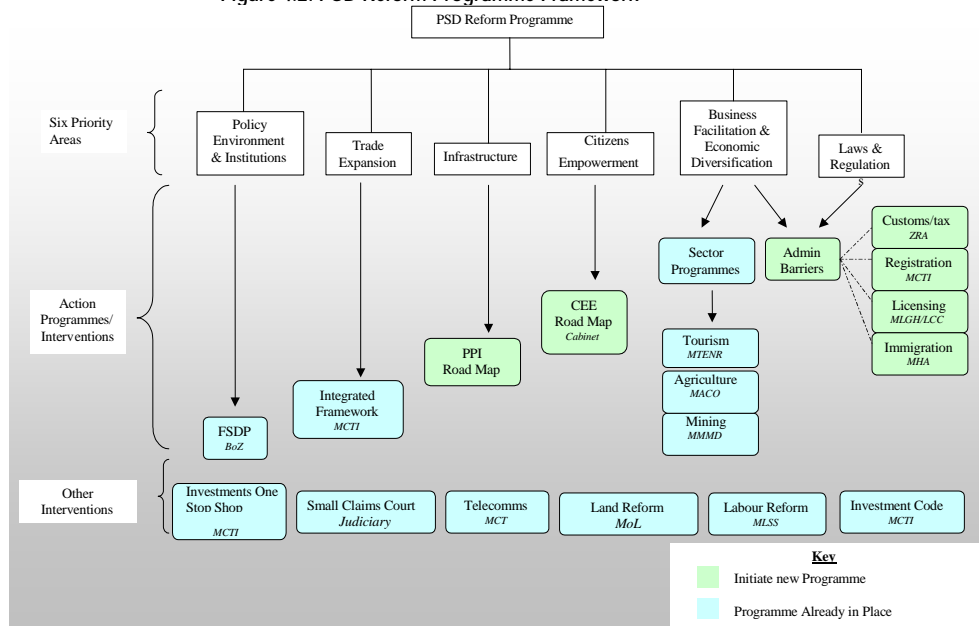 Figure 4.2: PSD Reform Programme Framework
PSD Reform Programme
Six Priority
Areas
Policy
Environment
& Institutions
Trade
Expansion
Infrastructure
Citizens
Empowerment
Business
Facilitation &
Economic
Diversification
Laws &
Regulation
s
Action
Programmes/
Interventions
FSDP
BoZ
Integrated
Framework
MCTI
PPI
Road Map
CEE
Road Map
Cabinet
Sector
Programmes
Tourism
MTENR
Agriculture
MACO
Mining
MMMD
Admin
Barriers
Customs/tax
ZRA
Registration
MCTI
Licensing
MLGH/LCC
Immigration
MHA
Other
Interventions
Investments One
Stop Shop
MCTI
Small Claims Court
Judiciary
Telecomms
MCT
Land Reform
MoL
Labour Reform
MLSS
Investment Code
MCTI
Key
Initiate new Programme
Programme Already in Place